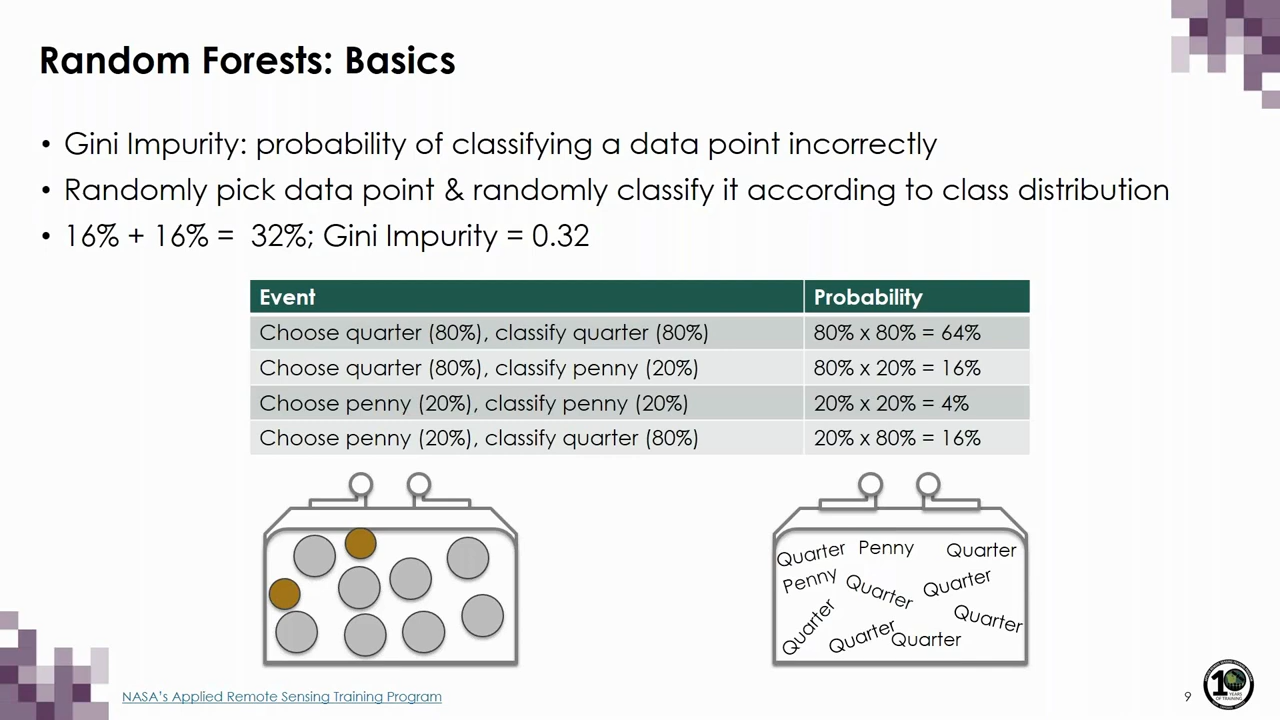 Random Forests: Basics
• Gini Impurity: probability of classifying a data point incorrectly
• Randomly pick data point & randomly classify it according to class distribution
• 16% + 16% = 32%; Gini Impurity = 0.32
Event Probability
Choose quarter (80%), classify quarter (80%) 80% x 80% = 64%
Choose quarter (80%), classify penny (20%) 80% x 20% = 16%
Choose penny (20%), classify penny (20%) 20% x 20% = 4%
Choose penny (20%), classify quarter (80%) 20% x 80% = 16%
Quarter Penny Quarter
Penny Quarter Quarter
Quarter Quarter Quarter Quarter
NASA's Applied Remote Sensing Training Program
9
10
YEARS
OF TRAINING